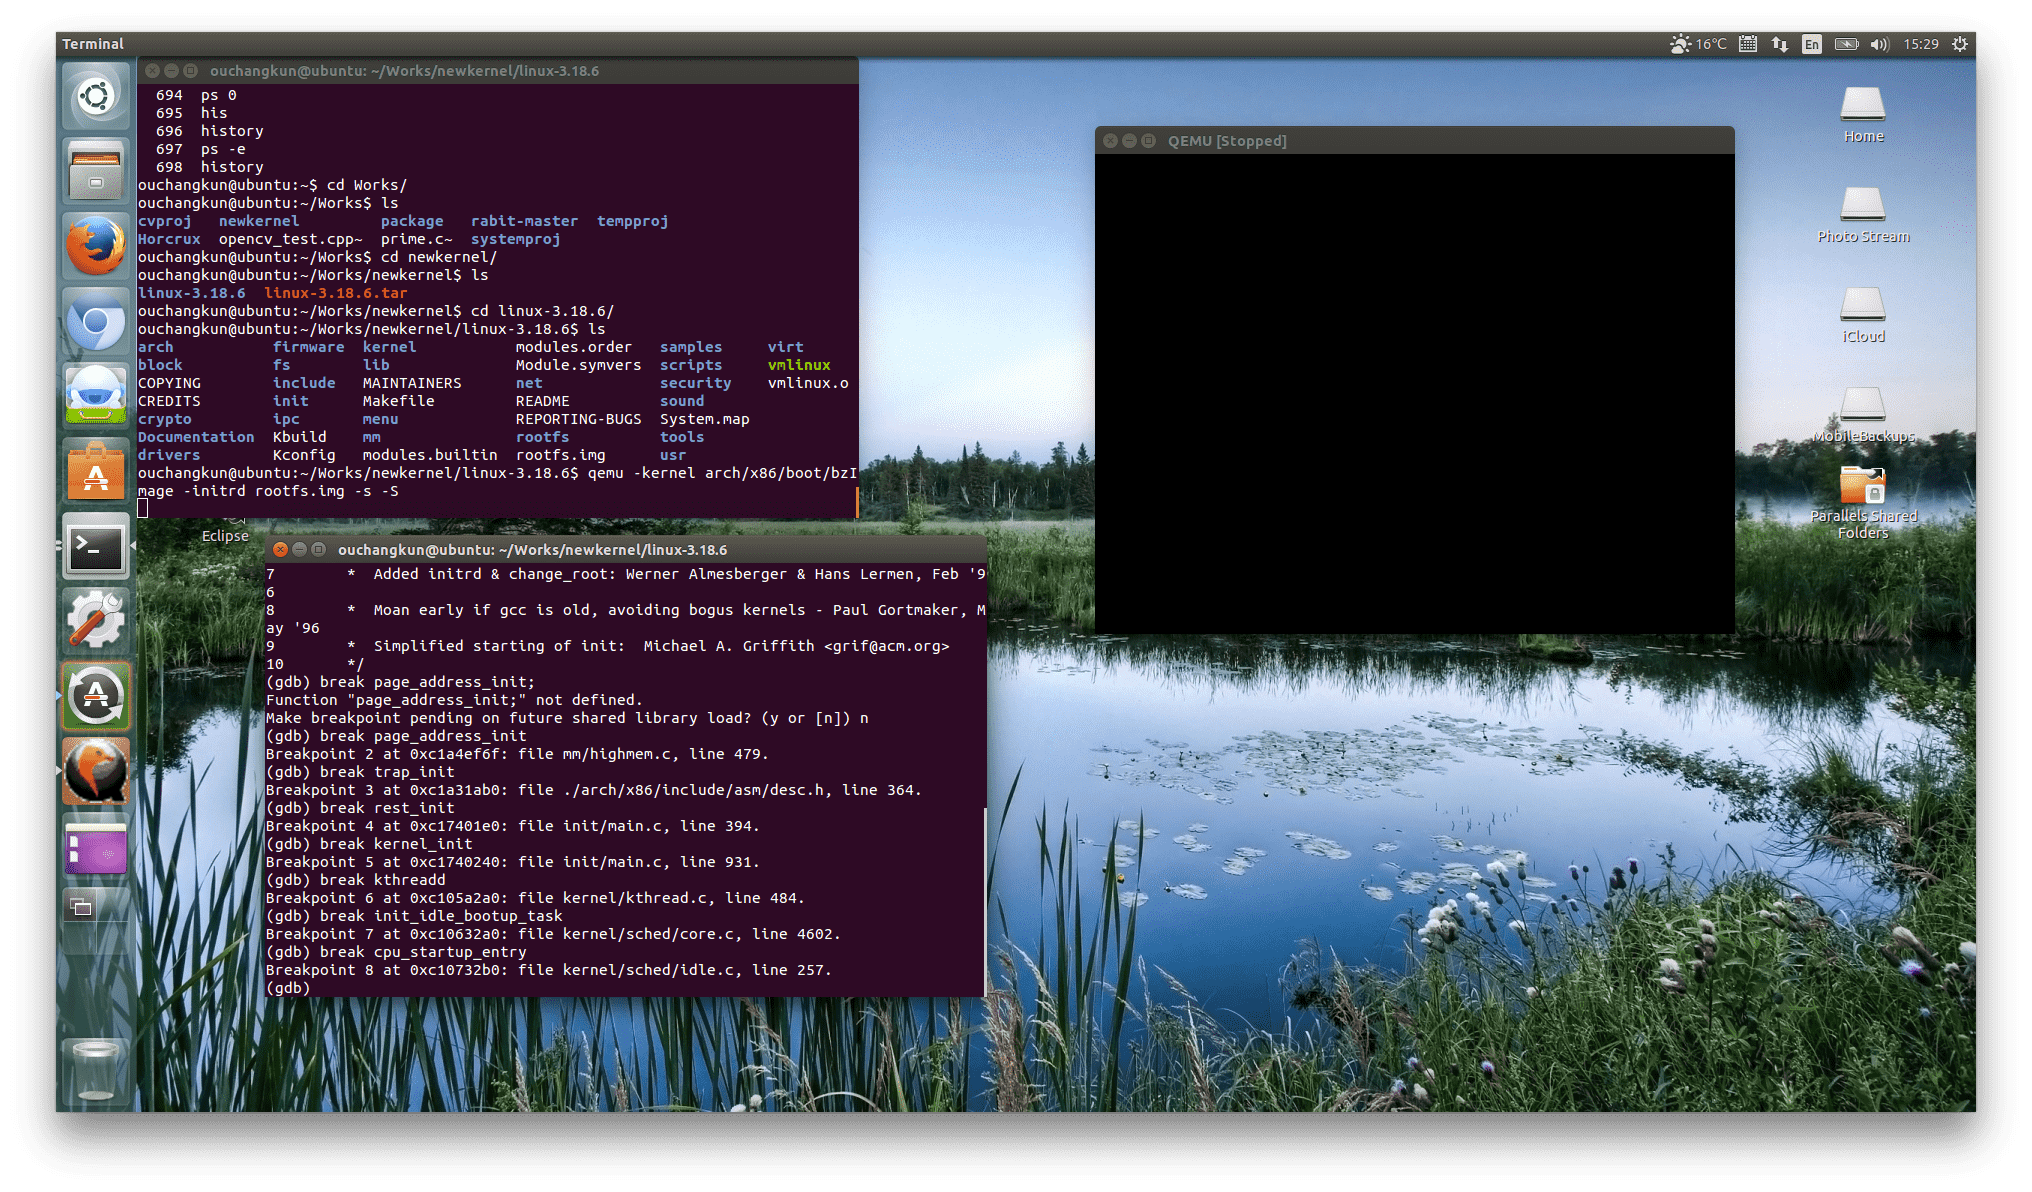 Terminal
16°C
En
15:29
ouchangkun@ubuntu: ~/Works/newkernel/linux-3.18.6
694  ps 0
695  his
696  history
697  ps -e
698  history
ouchangkun@ubuntu:~$ cd Works/
ouchangkun@ubuntu:~/Works$ ls
cvproj   newkernel         package   rabit-master  tempproj
Horcrux  opencv_test.cpp~  prime.c~  systemproj
ouchangkun@ubuntu:~/Works$ cd newkernel/
ouchangkun@ubuntu:~/Works/newkernel$ ls
linux-3.18.6  linux-3.18.6.tar
ouchangkun@ubuntu:~/Works/newkernel$ cd linux-3.18.6/
ouchangkun@ubuntu:~/Works/newkernel/linux-3.18.6$ ls
arch           firmware  kernel           modules.order   samples     virt
block          fs        lib              Module.symvers  scripts     vmlinux
COPYING        include   MAINTAINERS      net             security    vmlinux.o
CREDITS        init      Makefile         README          sound
crypto         ipc       menu             REPORTING-BUGS  System.map
Documentation  Kbuild    mm               rootfs          tools
drivers        Kconfig   modules.builtin  rootfs.img      usr
ouchangkun@ubuntu:~/Works/newkernel/linux-3.18.6$ qemu -kernel arch/x86/boot/bzI
mage -initrd rootfs.img -s -S
Eclipse
ouchangkun@ubuntu: ~/Works/newkernel/linux-3.18.6
7        *  Added initrd & change_root: Werner Almesberger & Hans Lermen, Feb '9
6
8        *  Moan early if gcc is old, avoiding bogus kernels - Paul Gortmaker, M
ay '96
9        *  Simplified starting of init:  Michael A. Griffith <grif@acm.org>
10       */
(gdb) break page_address_init;
Function "page_address_init;" not defined.
Make breakpoint pending on future shared library load? (y or [n]) n
(gdb) break page_address_init
Breakpoint 2 at 0xc1a4ef6f: file mm/highmem.c, line 479.
(gdb) break trap_init
Breakpoint 3 at 0xc1a31ab0: file ./arch/x86/include/asm/desc.h, line 364.
(gdb) break rest_init
Breakpoint 4 at 0xc17401e0: file init/main.c, line 394.
(gdb) break kernel_init
Breakpoint 5 at 0xc1740240: file init/main.c, line 931.
(gdb) break kthreadd
Breakpoint 6 at 0xc105a2a0: file kernel/kthread.c, line 484.
(gdb) break init_idle_bootup_task
Breakpoint 7 at 0xc10632a0: file kernel/sched/core.c, line 4602.
(gdb) break cpu_startup_entry
Breakpoint 8 at 0xc10732b0: file kernel/sched/idle.c, line 257.
(gdb)
QEMU [Stopped]
Home
Photo Stream
iCloud
MobileBackups
Parallels Shared
Folders